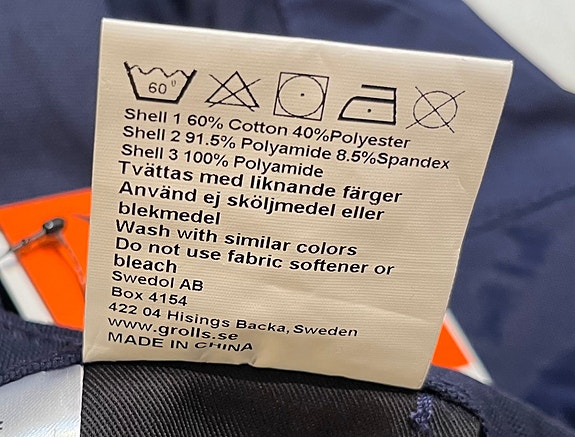 60°
Shell 1 60% Cotton 40%Polyester
Shell 2 91.5% Polyamide 8.5%Spandex
Shell 3 100% Polyamide
Tvättas med liknande färger
Använd ej sköljmedel eller
blekmedel
Wash with similar colors
Do not use fabric softener or
bleach
Swedol AB
Box 4154
422 04 Hisings Backa, Sweden
www.grolls.se
MADE IN CHINA